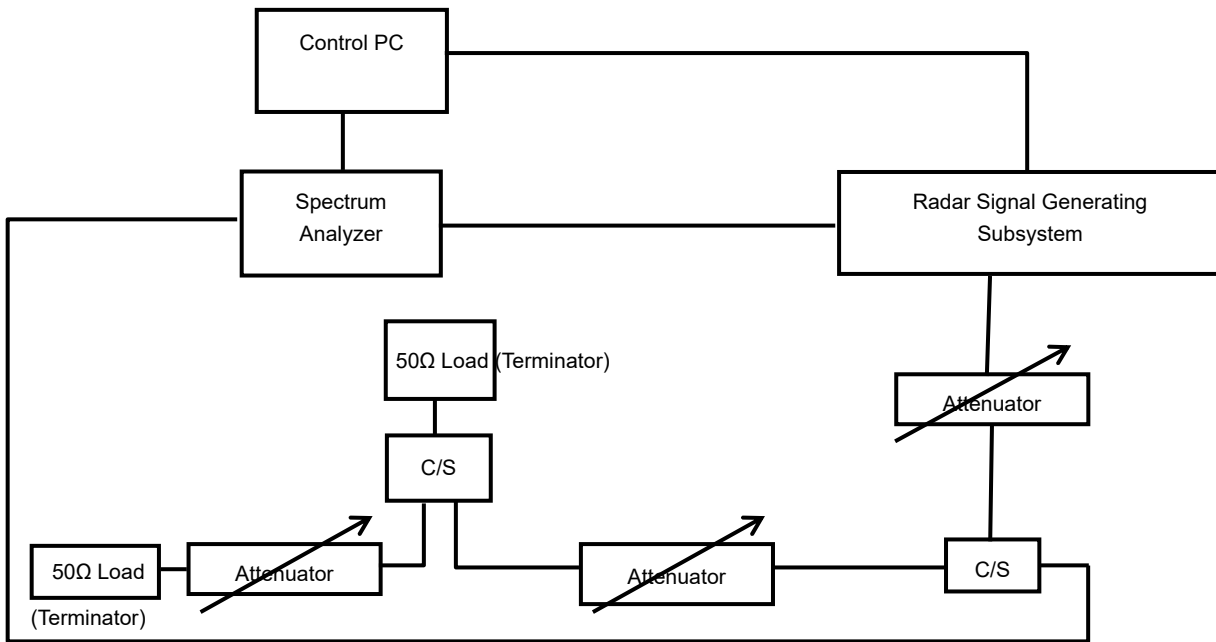 Control PC
Spectrum
Analyzer
Radar Signal Generating
Subsystem
50Ω Load (Terminator)
Attenuator
C/S
50Ω Load
(Terminator)
Attenuator
Attenuator
C/S